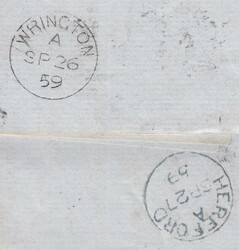 WRINGTON
A
SP 26
59
HEREFORD
A
SP 27
59